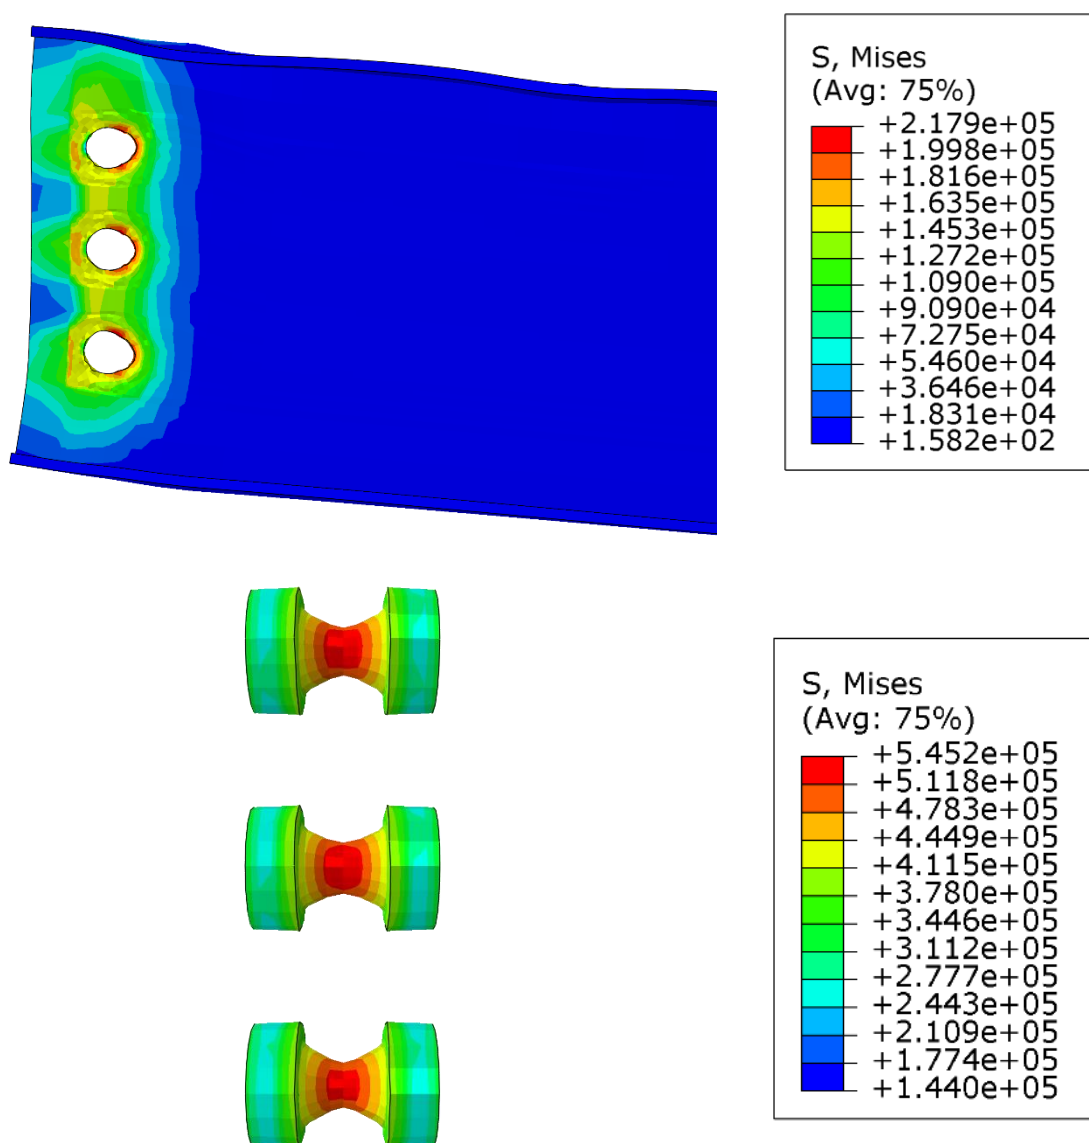 S, Mises
(Avg: 75%)
+2.179e+05
+1.998e+05
+1.816e+05
+1.635e+05
+1.453e+05
+1.272e+05
+1.090e+05
+9.090e+04
+7.275e+04
+5.460e+04
+3.646e+04
+1.831e+04
+1.582e+02
S, Mises
(Avg: 75%)
+5.452e+05
+5.118e+05
+4.783e+05
+4.449e+05
+4.115e+05
+3.780e+05
+3.446e+05
+3.112e+05
+2.777e+05
+2.443e+05
+2.109e+05
+1.774e+05
+1.440e+05